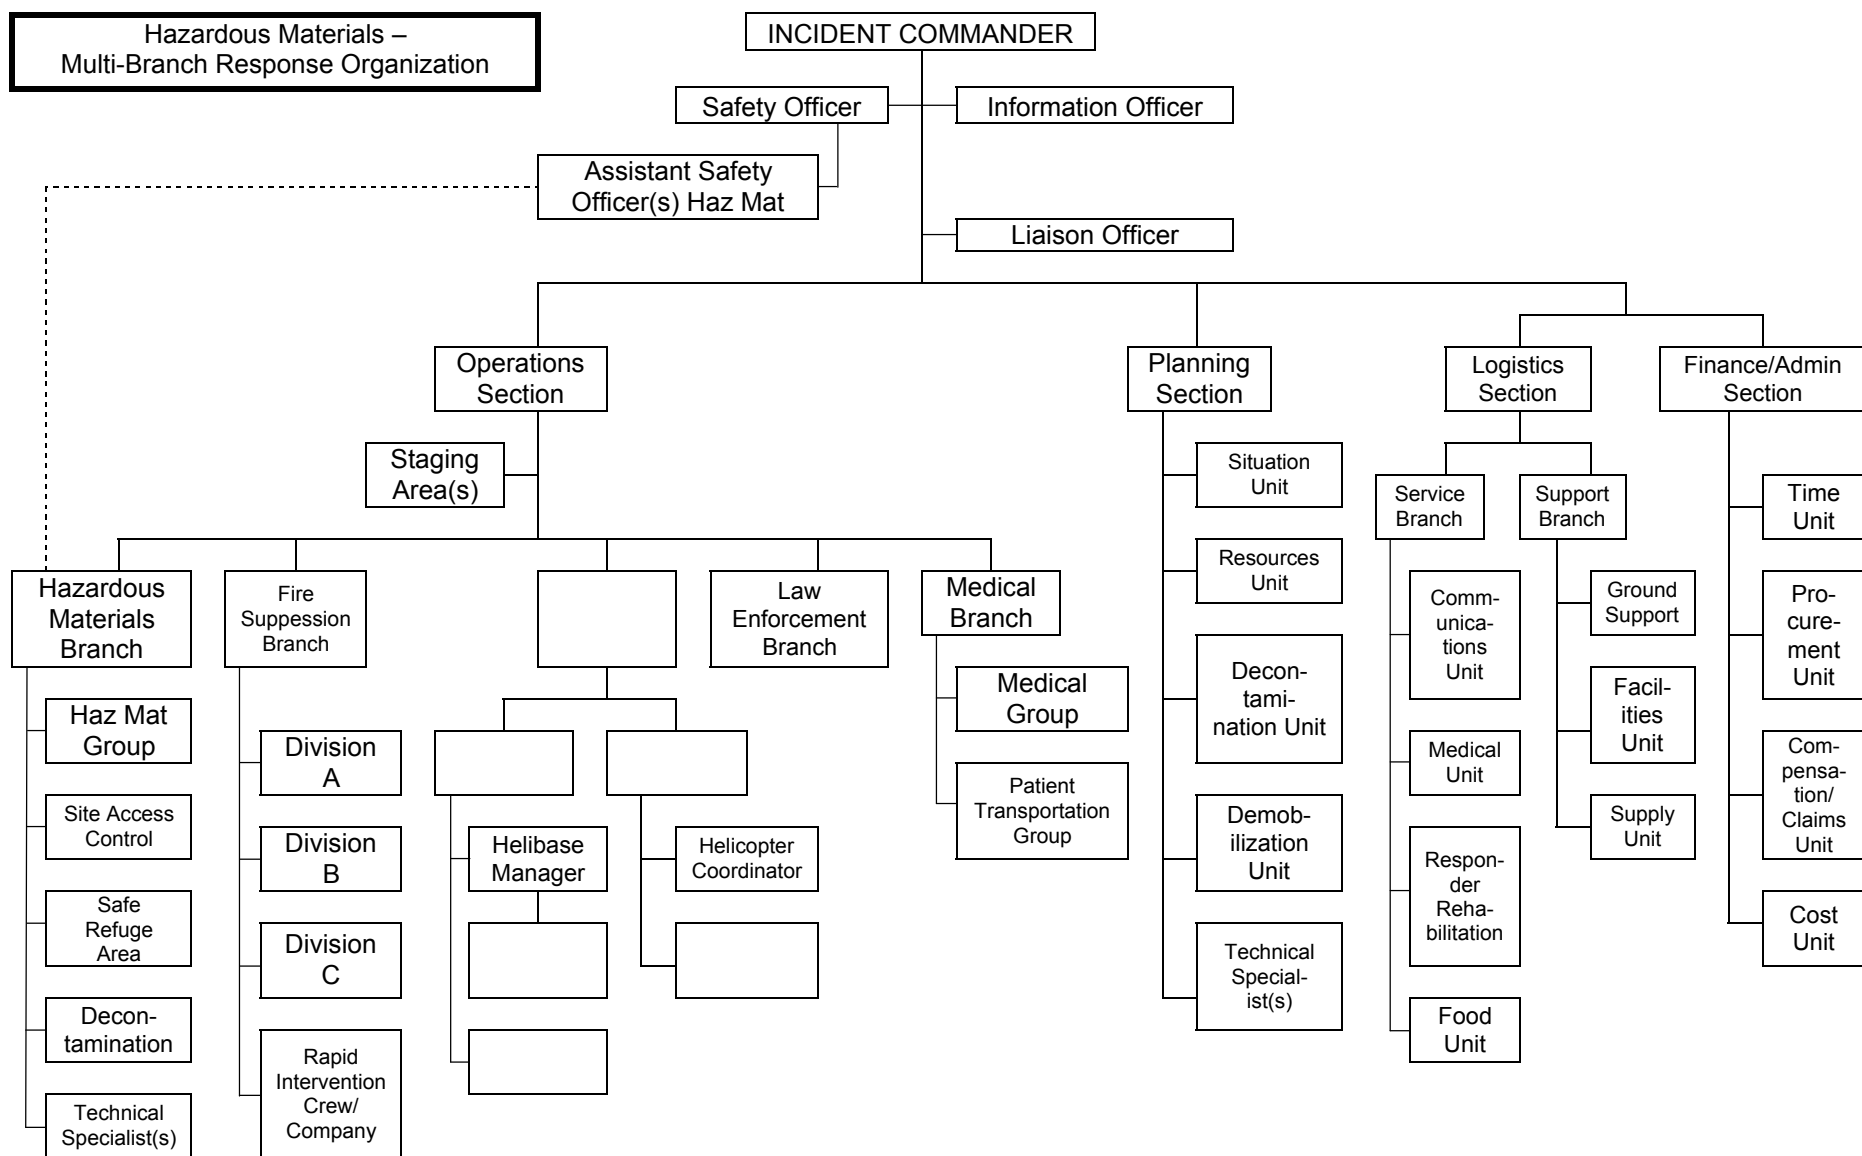 Hazardous Materials –
Multi-Branch Response Organization
INCIDENT COMMANDER
Safety Officer
Information Officer
Assistant Safety
Officer(s) Haz Mat
Liaison Officer
Operations
Section
Planning
Section
Logistics
Section
Finance/Admin
Section
Staging
Area(s)
Hazardous
Materials
Branch
Fire
Suppession
Branch
Law
Enforcement
Branch
Medical
Branch
Haz Mat
Group
Site Access
Control
Safe
Refuge
Area
Decon-
tamination
Technical
Specialist(s)
Division
A
Division
B
Division
C
Rapid
Intervention
Crew/
Company
Helibase
Manager
Helicopter
Coordinator
Medical
Group
Patient
Transportation
Group
Situation
Unit
Resources
Unit
Decon-
tami-
nation Unit
Demob-
ilization
Unit
Technical
Special-
ist(s)
Service
Branch
Support
Branch
Comm-
unica-
tions
Unit
Medical
Unit
Respon-
der
Reha-
bilitation
Food
Unit
Ground
Support
Facil-
ities
Unit
Supply
Unit
Time
Unit
Pro-
cure-
ment
Unit
Com-
pensa-
tion/
Claims
Unit
Cost
Unit